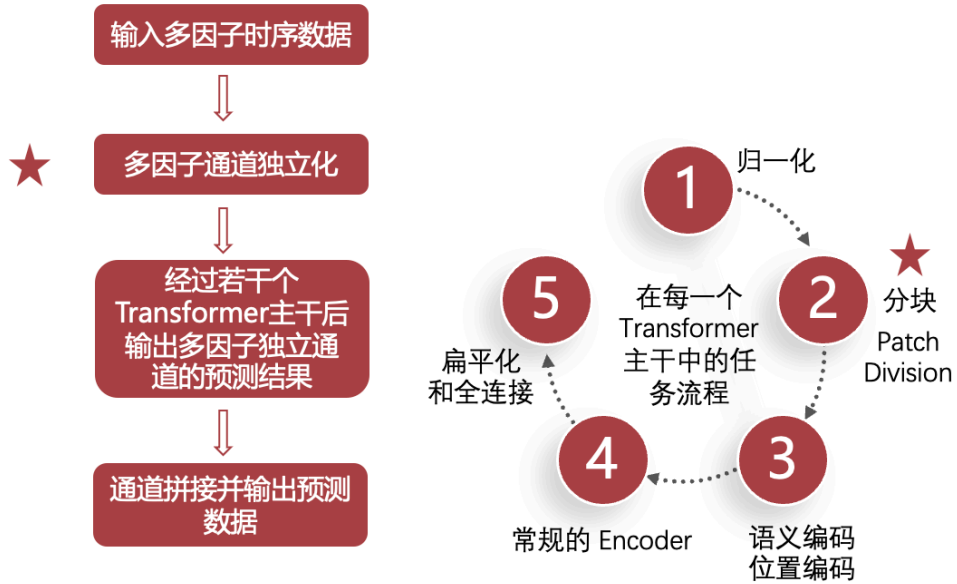 输入多因子时序数据
多因子通道独立化
经过若干个
Transformer主干后
输出多因子独立通
道的预测结果
通道拼接并输出预测
数据
1
归一化
2
分块
Patch
Division
3
语义编码
位置编码
4
常规的 Encoder
5
扁平化
和全连接
在每一个
Transformer
主干中的任
务流程